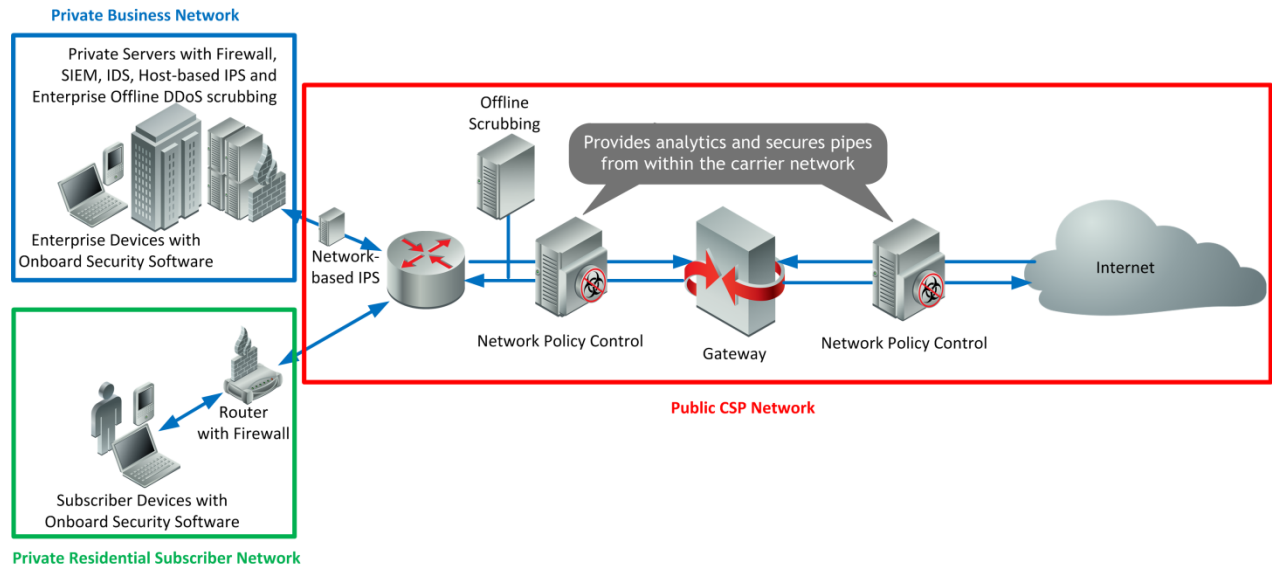 Private Business Network
Private Servers with Firewall,
SIEM, IDS, Host-based IPS and
Enterprise Offline DDoS scrubbing
Enterprise Devices with
Onboard Security Software
Network-
based IPS
Offline
Scrubbing
Provides analytics and secures pipes
from within the carrier network
Network Policy Control
Gateway
Network Policy Control
Internet
Public CSP Network
Router
with Firewall
Subscriber Devices with
Onboard Security Software
Private Residential Subscriber Network